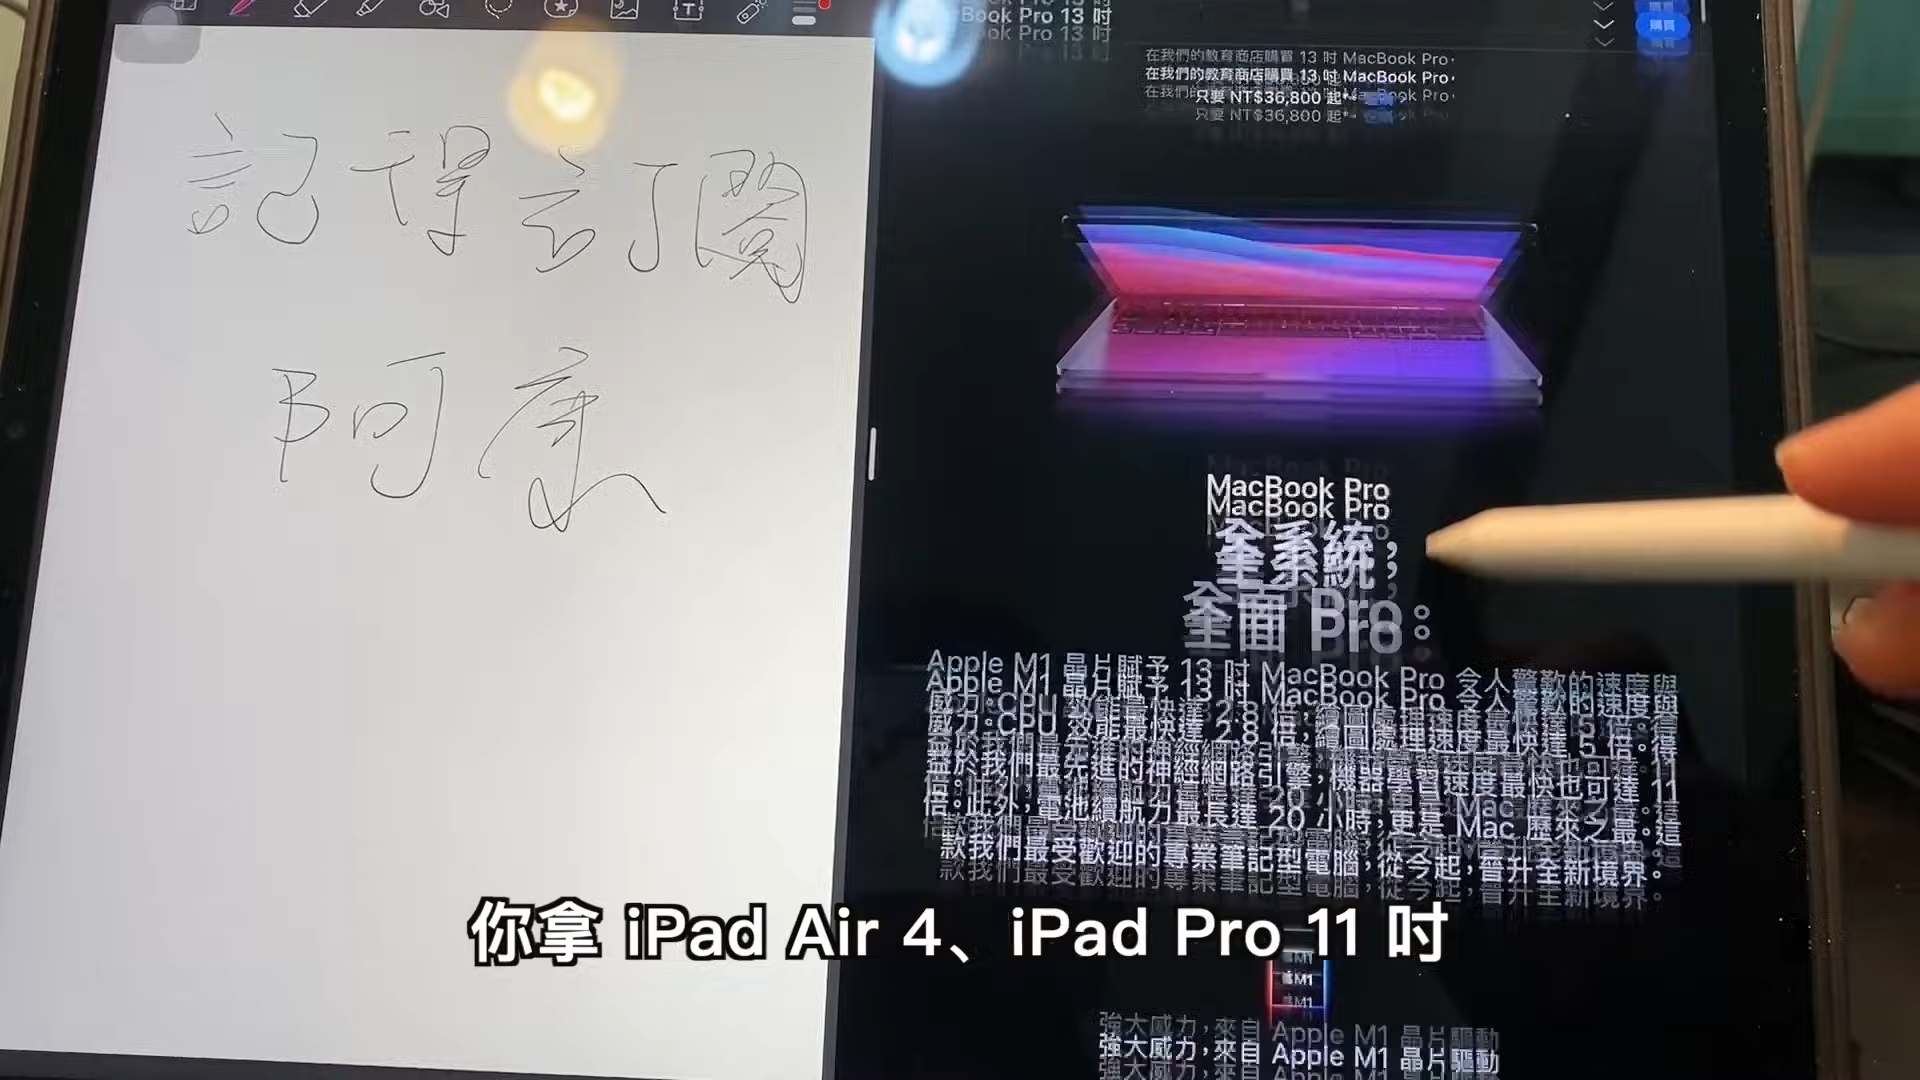 記得訂閱
阿康
MacBook Pro 13 吋
購買
在我們的教育商店購買 13 吋 MacBook Pro，
只要 NT$36,800 起**
MacBook Pro
全系統，
全面 Pro。
Apple M1 晶片賦予 13 吋 MacBook Pro 令人驚歎的速度與
威力。CPU 效能最快達 2.8 倍，繪圖處理速度最快達 5 倍。得
益於我們最先進的神經網路引擎，機器學習速度最快也可達 11
倍。此外，電池續航力最長達 20 小時，更是 Mac 歷來之最。這
款我們最受歡迎的專業筆記型電腦，從今起，晉升全新境界。
你拿 iPad Air 4、iPad Pro 11 吋
M1
強大威力，來自 Apple M1 晶片驅動